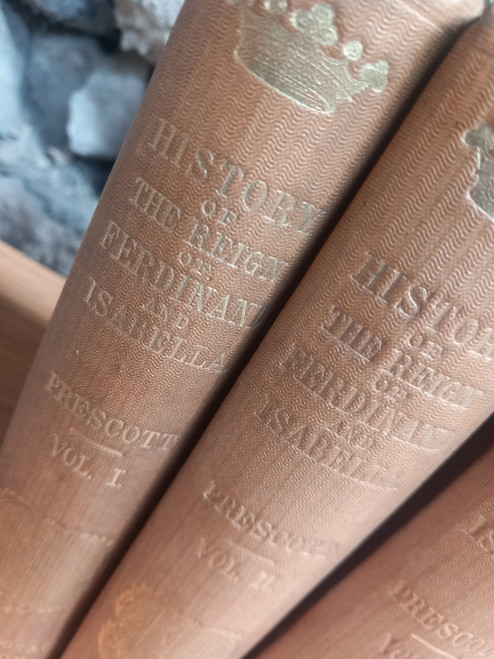 HISTORY
OF
THE REIGN
OF
FERDINAND
AND
ISABELLA
PRESCOTT
VOL. I.
HISTORY
OF
THE REIGN
OF
FERDINAND
AND
ISABELLA
PRESCOTT
VOL. II.
PRESCOTT